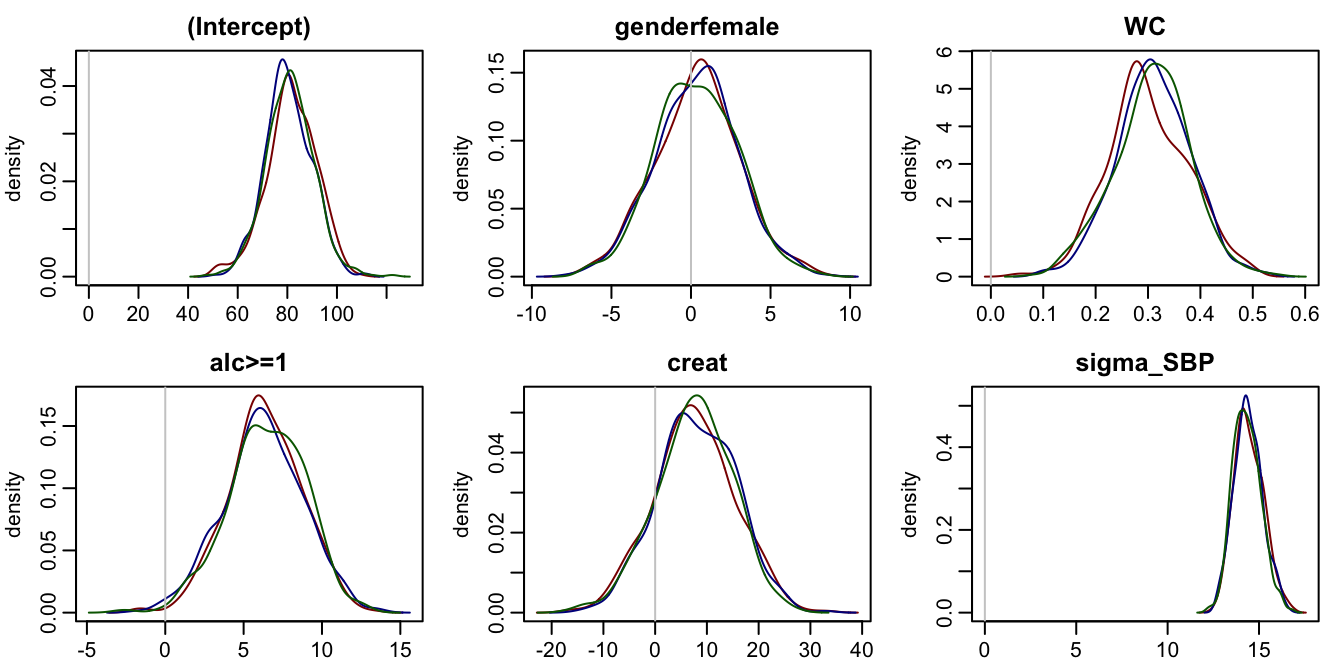 (Intercept)
density
0.00 0.02 0.04
0 20 40 60 80 100
genderfemale
density
0.00 0.05 0.10 0.15
-10 -5 0 5 10
WC
density
0 1 2 3 4 5 6
0.0 0.1 0.2 0.3 0.4 0.5 0.6
alc>=1
density
0.00 0.05 0.10 0.15
-5 0 5 10 15
creat
density
0.00 0.02 0.04
-20 -10 0 10 20 30 40
sigma_SBP
density
0.0 0.2 0.4
0 5 10 15